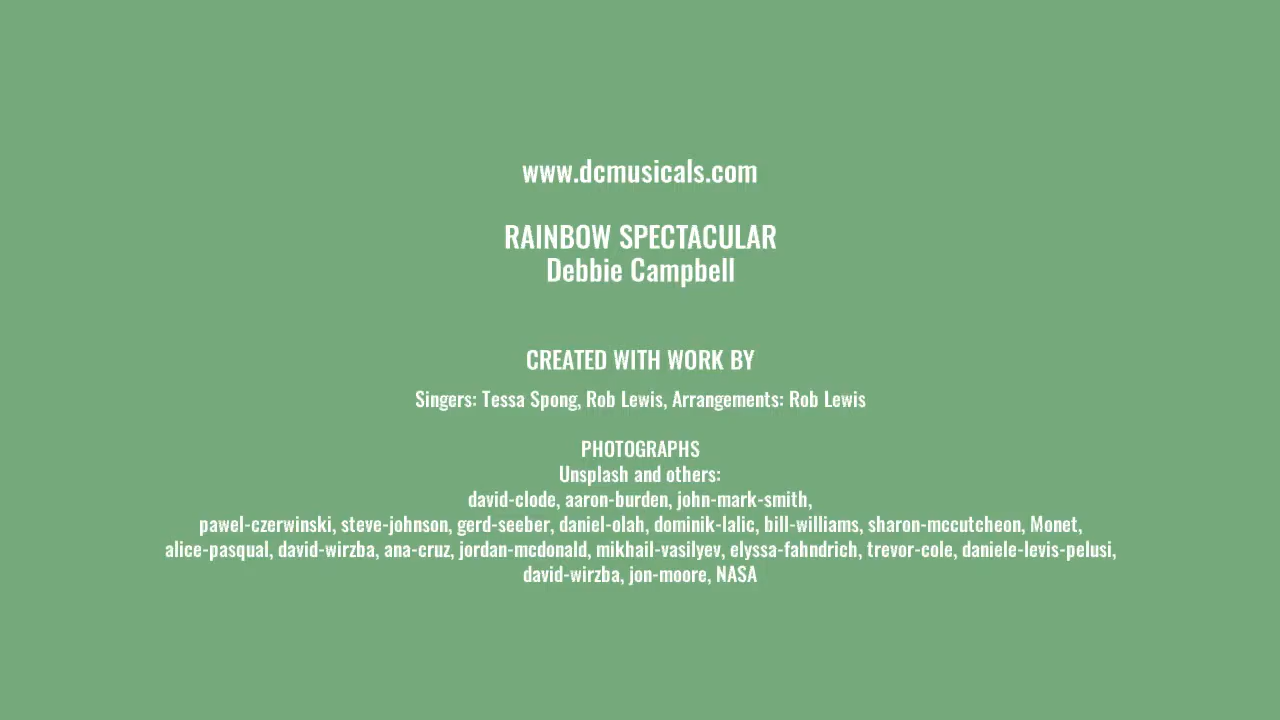 www.dcmusicals.com
RAINBOW SPECTACULAR
Debbie Campbell
CREATED WITH WORK BY
Singers: Tessa Spong, Rob Lewis, Arrangements: Rob Lewis
PHOTOGRAPHS
Unsplash and others:
david-clode, aaron-burden, john-mark-smith,
pawel-czerwinski, steve-johnson, gerd-seeber, daniel-olah, dominik-lalic, bill-williams, sharon-mccutcheon, Monet,
alice-pasqual, david-wirzba, ana-cruz, jordan-mcdonald, mikhail-vasilyev, elyssa-fahndrich, trevor-cole, daniele-levis-pelusi,
david-wirzba, jon-moore, NASA